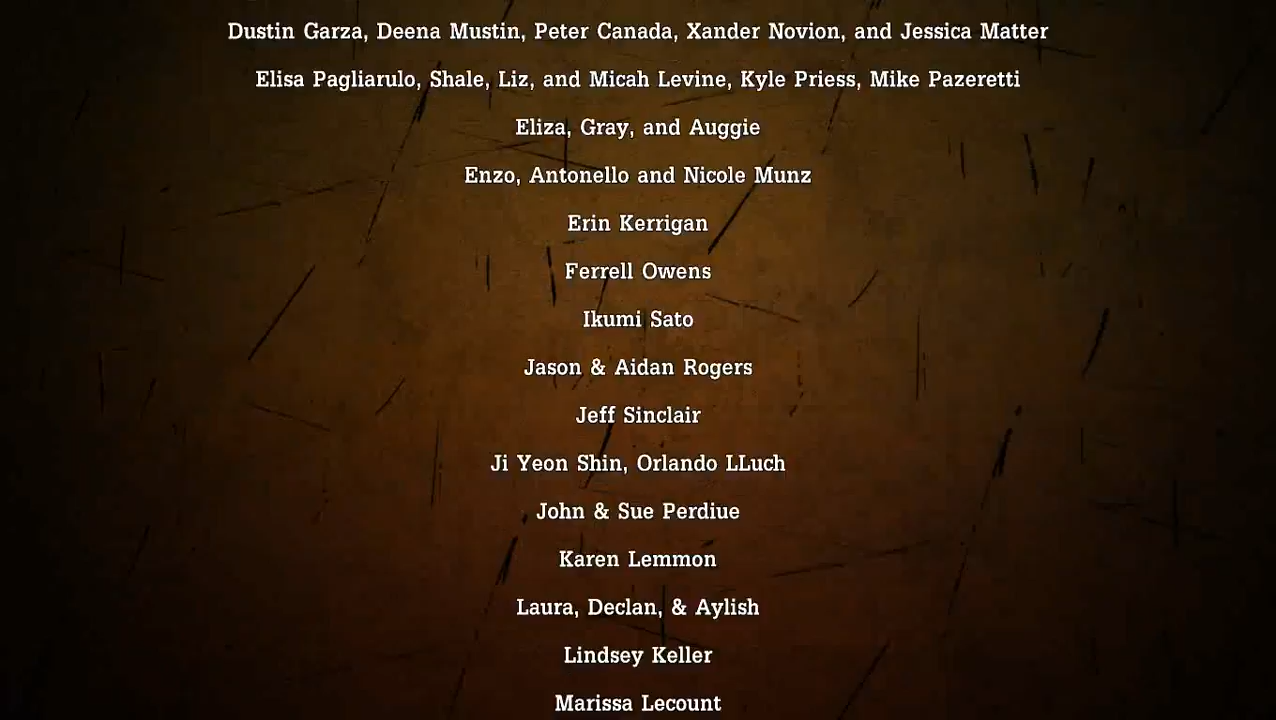 Dustin Garza, Deena Mustin, Peter Canada, Xander Novion, and Jessica Matter
Elisa Pagliarulo, Shale, Liz, and Micah Levine, Kyle Priess, Mike Pazeretti
Eliza, Gray, and Auggie
Enzo, Antonello and Nicole Munz
Erin Kerrigan
Ferrell Owens
Ikumi Sato
Jason & Aidan Rogers
Jeff Sinclair
Ji Yeon Shin, Orlando LLuch
John & Sue Perdiue
Karen Lemmon
Laura, Declan, & Aylish
Lindsey Keller
Marissa Lecount